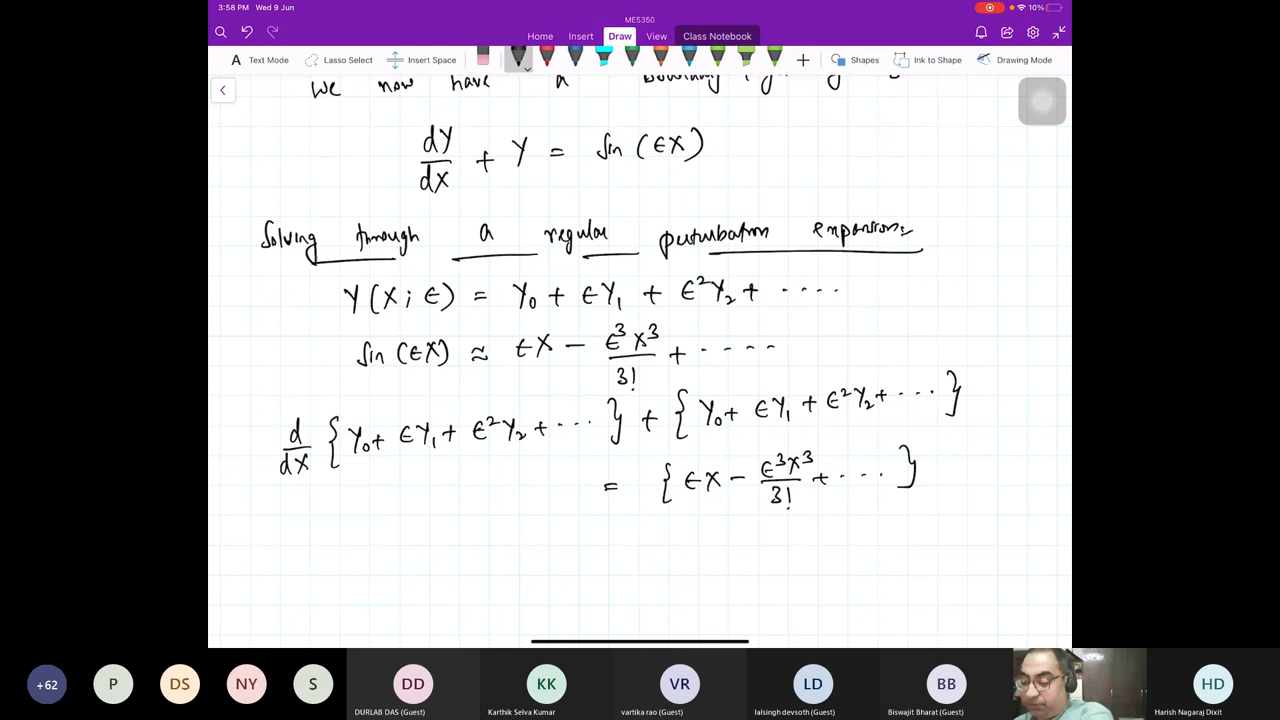 3:58 PM Wed 9 Jun
10%
ME5350
Home Insert Draw View Class Notebook
Text Mode Lasso Select Insert Space Shapes Ink to Shape Drawing Mode
We now have a
dY/dX + Y = Sin (ϵX)
Solving through a regular perturbation expansion:
Y(X; ϵ) = Y₀ + ϵY₁ + ϵ²Y₂ + ....
Sin (ϵX) ≈ ϵX − ϵ³X³/3! + ....
d/dX {Y₀ + ϵY₁ + ϵ²Y₂ + ...} + {Y₀ + ϵY₁ + ϵ²Y₂ + ...}
= {ϵX − ϵ³X³/3! + ....}
+62 P DS NY S DD KK VR LD BB HD
DURLAB DAS (Guest) Karthik Selva Kumar vartika rao (Guest) lalsingh devsoth (Guest) Biswajit Bharat (Guest) Harish Nagaraj Dixit